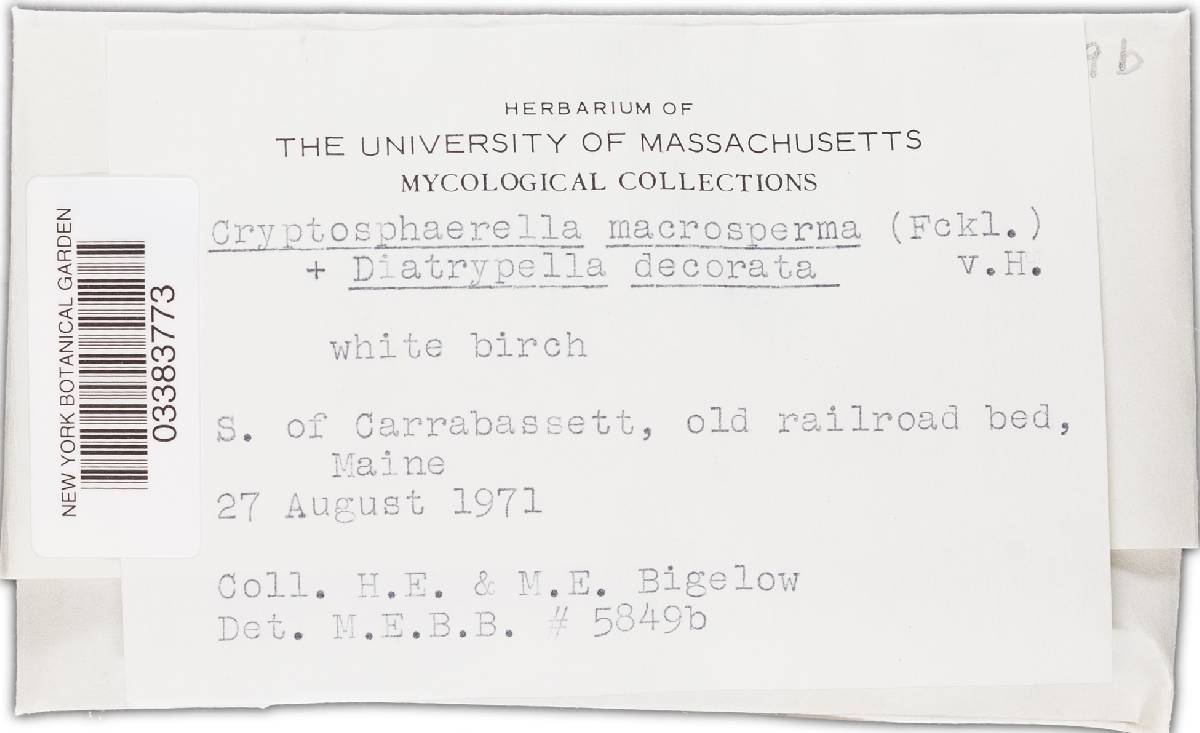 9b
HERBARIUM OF
THE UNIVERSITY OF MASSACHUSETTS
MYCOLOGICAL COLLECTIONS
Cryptosphaerella macrosperma (Fckl.)
+ Diatrypella decorata v.H.
white birch
S. of Carrabassett, old railroad bed,
Maine
27 August 1971
Coll. H.E. & M.E. Bigelow
Det. M.E.B.B. # 5849b
NEW YORK BOTANICAL GARDEN
03383773